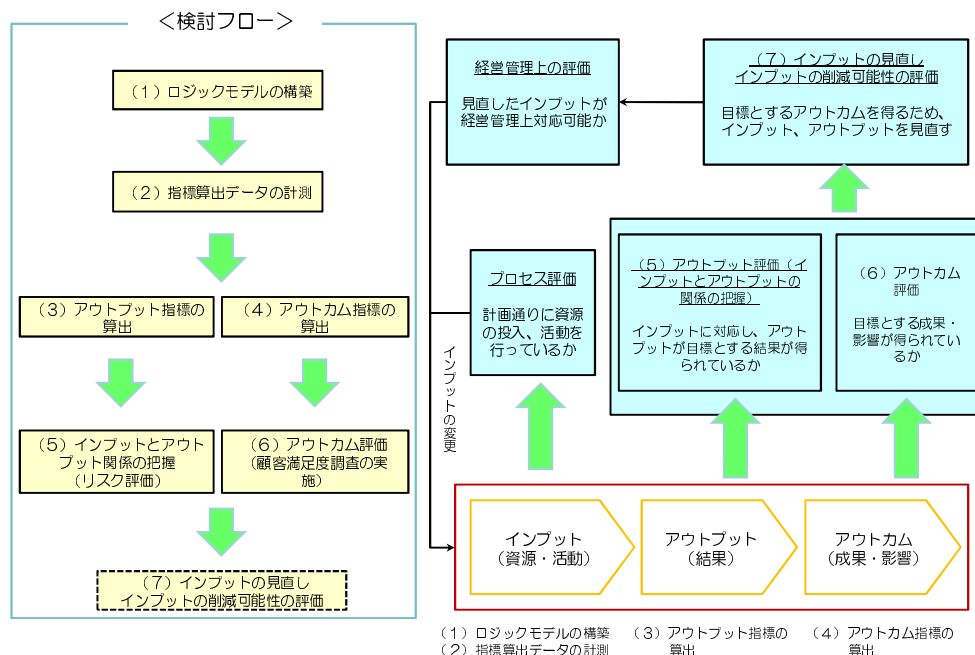 ＜検討フロー＞
（１）ロジックモデルの構築
（２）指標算出データの計測
（３）アウトプット指標の
算出
（４）アウトカム指標の
算出
（５）インプットとアウト
プット関係の把握
（リスク評価）
（６）アウトカム評価
（顧客満足度調査の実
施）
（７）インプットの見直し
インプットの削減可能性の評価
経営管理上の評価
見直したインプットが
経営管理上対応可能か
（７）インプットの見直し
インプットの削減可能性の評価
目標とするアウトカムを得るため、
インプット、アウトプットを見直す
プロセス評価
計画通りに資源
の投入、活動を
行っているか
（５）アウトプット評価（イ
ンプットとアウトプットの
関係の把握）
インプットに対応し、アウト
プットが目標とする結果が得
られているか
（６）アウトカム
評価
目標とする成果・
影響が得られてい
るか
インプットの変更
インプット
（資源・活動）
アウトプット
（結果）
アウトカム
（成果・影響）
（１）ロジックモデルの構築
（２）指標算出データの計測
（３）アウトプット指標の
算出
（４）アウトカム指標の
算出